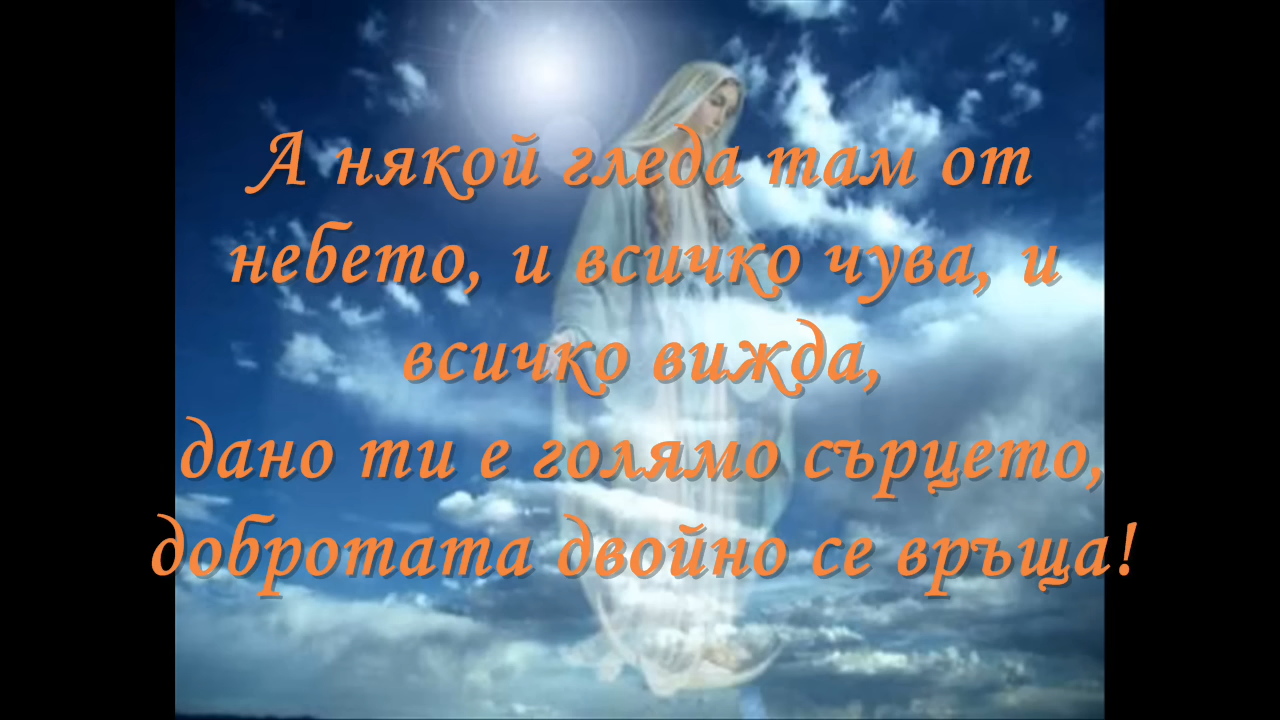 А някой гледа там от
небето, и всичко чува, и
всичко вижда,
дано ти е голямо сърцето,
добротата двойно се връща!